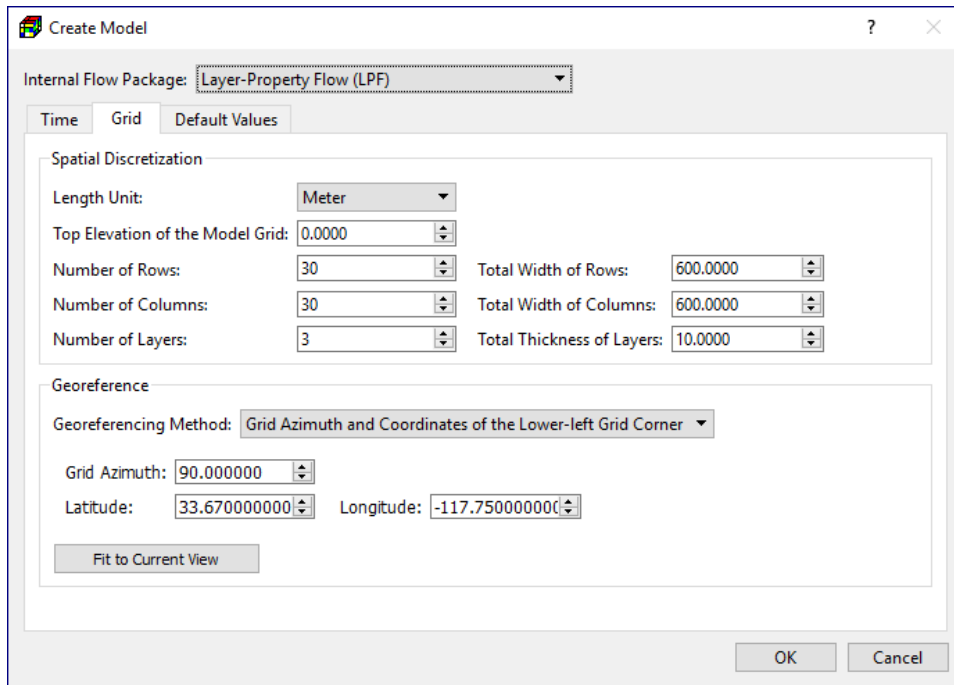 Create Model ?
Internal Flow Package: Layer-Property Flow (LPF)
Time Grid Default Values
Spatial Discretization
Length Unit: Meter
Top Elevation of the Model Grid: 0.0000
Number of Rows: 30 Total Width of Rows: 600.0000
Number of Columns: 30 Total Width of Columns: 600.0000
Number of Layers: 3 Total Thickness of Layers: 10.0000
Georeference
Georeferencing Method: Grid Azimuth and Coordinates of the Lower-left Grid Corner
Grid Azimuth: 90.000000
Latitude: 33.670000000 Longitude: -117.750000000
Fit to Current View
OK Cancel